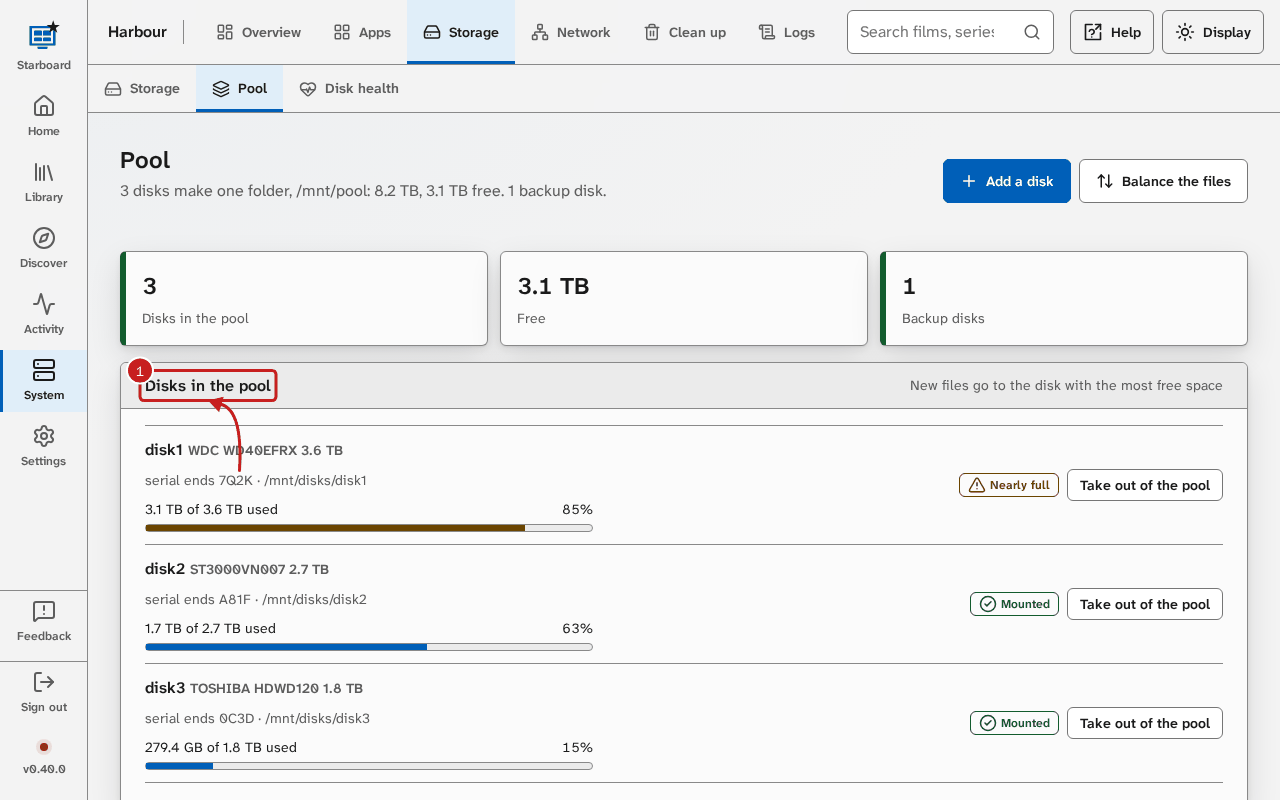 Starboard
Home
Library
Discover
Activity
System
Settings
Feedback
Sign out
v0.40.0
Harbour
Overview
Apps
Storage
Network
Clean up
Logs
Search films, series
Help
Display
Storage
Pool
Disk health
Pool
3 disks make one folder, /mnt/pool: 8.2 TB, 3.1 TB free. 1 backup disk.
Add a disk
Balance the files
3
Disks in the pool
3.1 TB
Free
1
Backup disks
1
Disks in the pool
New files go to the disk with the most free space
disk1 WDC WD40EFRX 3.6 TB
serial ends 7Q2K · /mnt/disks/disk1
3.1 TB of 3.6 TB used 85%
Nearly full
Take out of the pool
disk2 ST3000VN007 2.7 TB
serial ends A81F · /mnt/disks/disk2
1.7 TB of 2.7 TB used 63%
Mounted
Take out of the pool
disk3 TOSHIBA HDWD120 1.8 TB
serial ends 0C3D · /mnt/disks/disk3
279.4 GB of 1.8 TB used 15%
Mounted
Take out of the pool